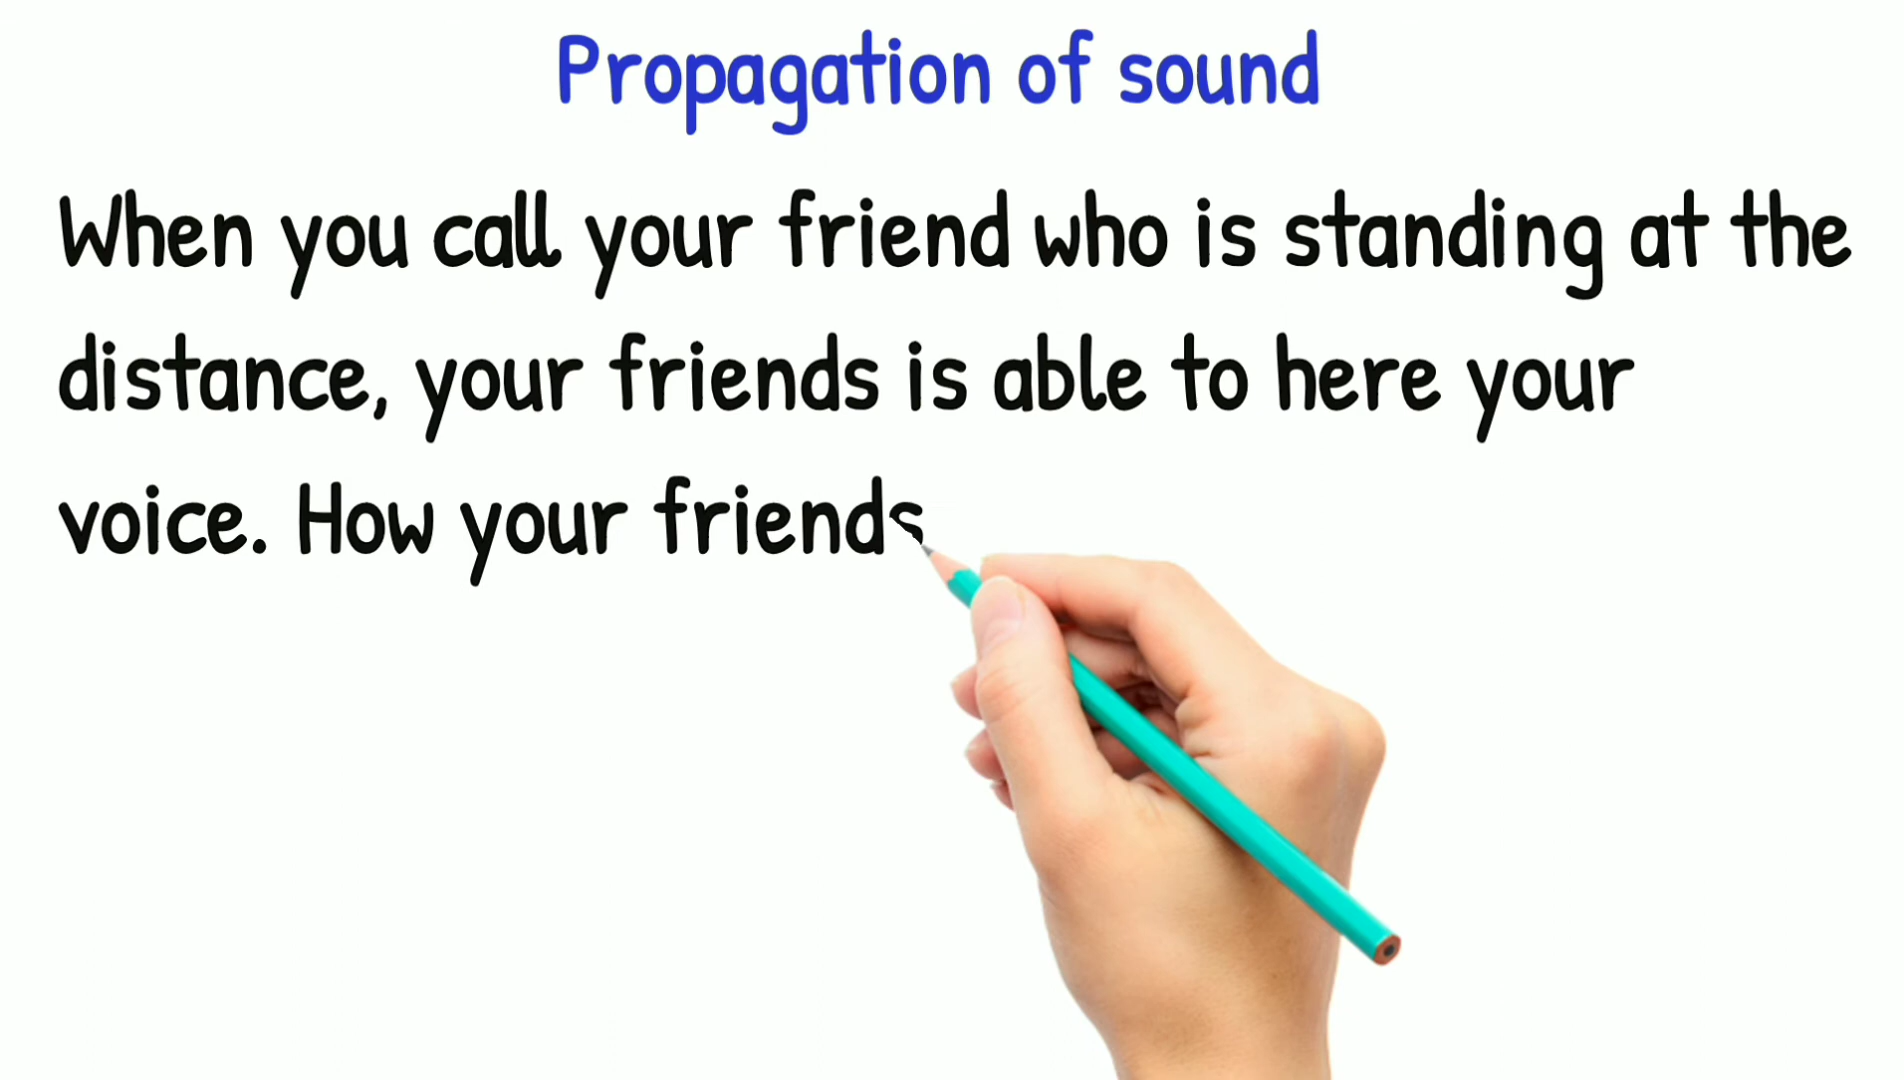 Propagation of sound
When you call your friend who is standing at the
distance, your friends is able to here your
voice. How your friends